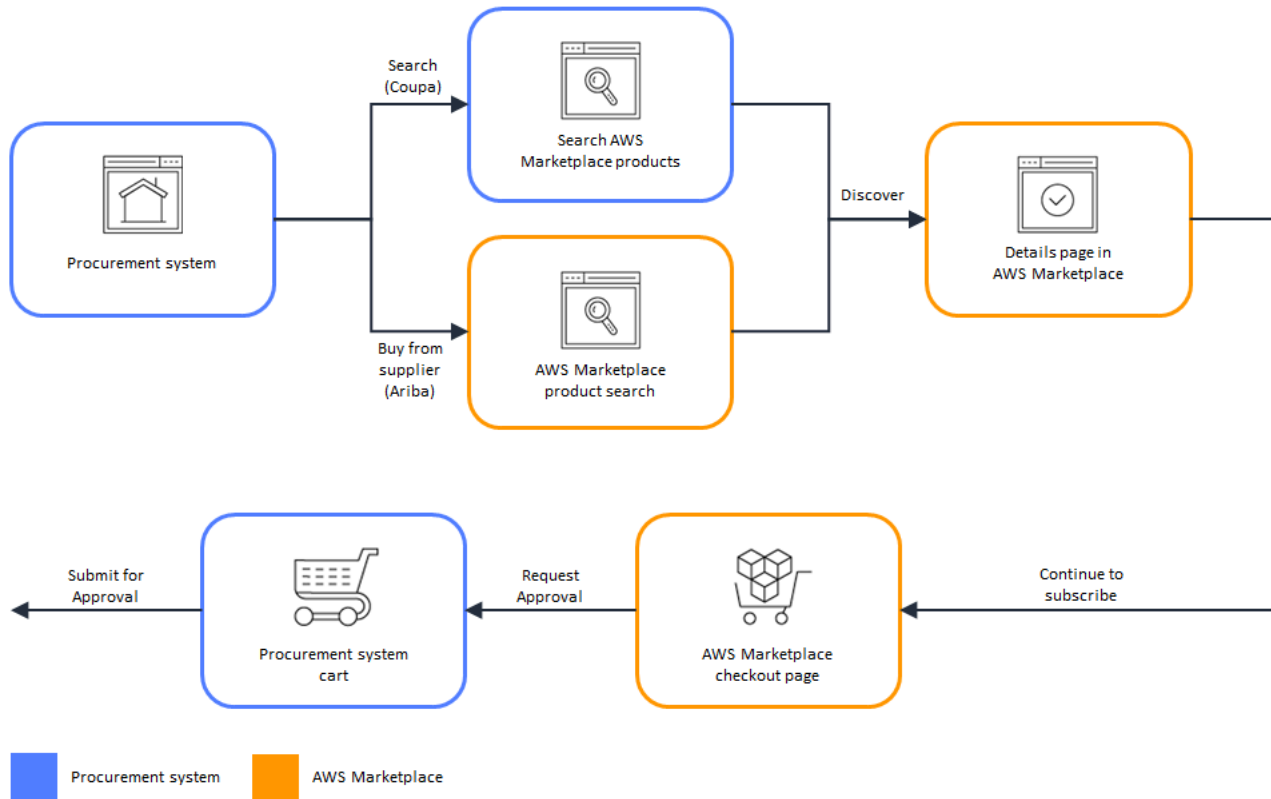 Search
(Coupa)
Search AWS
Marketplace products
Procurement system
Discover
Details page in
AWS Marketplace
Buy from
supplier
(Ariba)
AWS Marketplace
product search
Submit for
Approval
Procurement system
cart
Request
Approval
AWS Marketplace
checkout page
Continue to
subscribe
Procurement system
AWS Marketplace